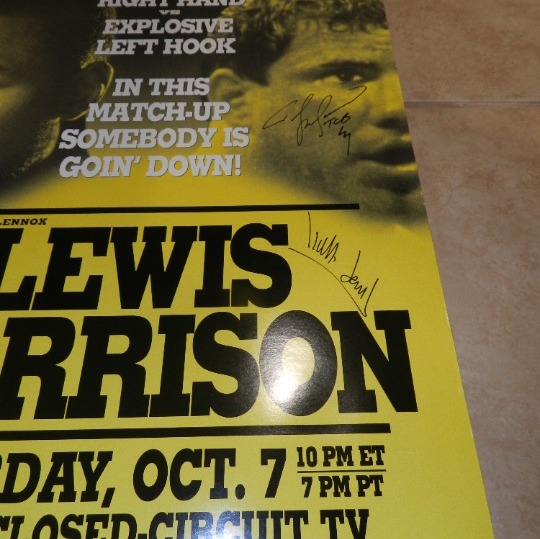 RIGHT HAND
VS
EXPLOSIVE
LEFT HOOK
IN THIS
MATCH-UP
SOMEBODY IS
GOIN' DOWN!
LENNOX
LEWIS
RRISON
RDAY, OCT. 7 10 PM ET
7 PM PT
CLOSED-CIRCUIT TV